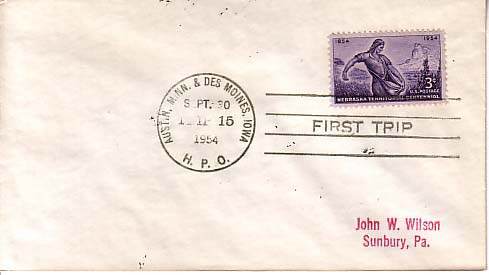 1854 1954
3¢
U.S. POSTAGE
NEBRASKA TERRITORIAL CENTENNIAL
AUSTIN, MINN. & DES MOINES, IOWA
SEPT. 30
15
1954
H. P. O.
FIRST TRIP
John W. Wilson
Sunbury, Pa.